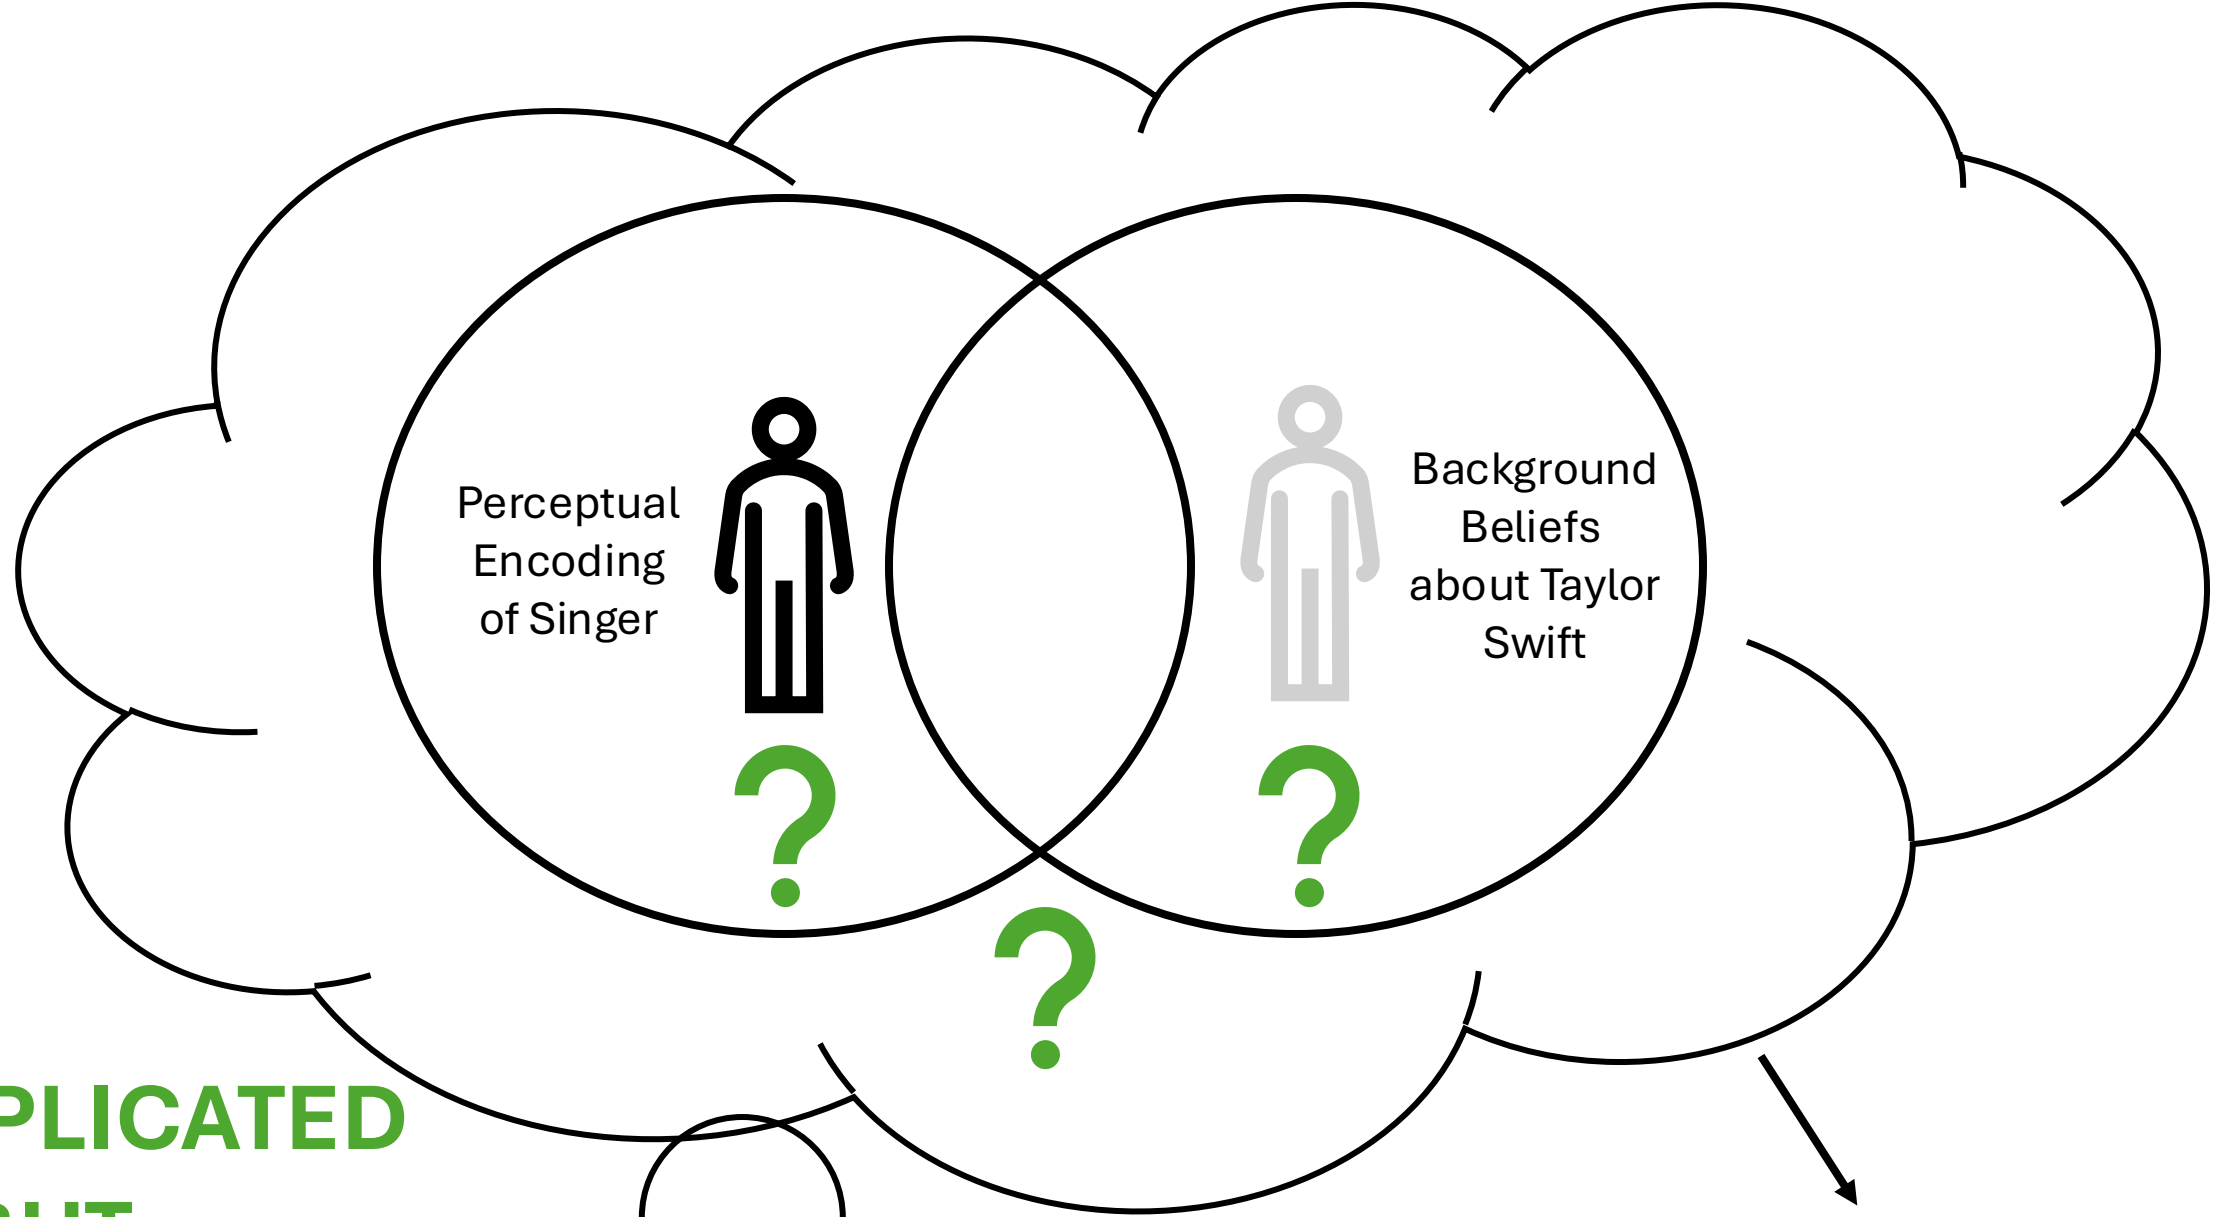 Perceptual
Encoding
of Singer
Background
Beliefs
about Taylor
Swift
?
?
?
PLICATED